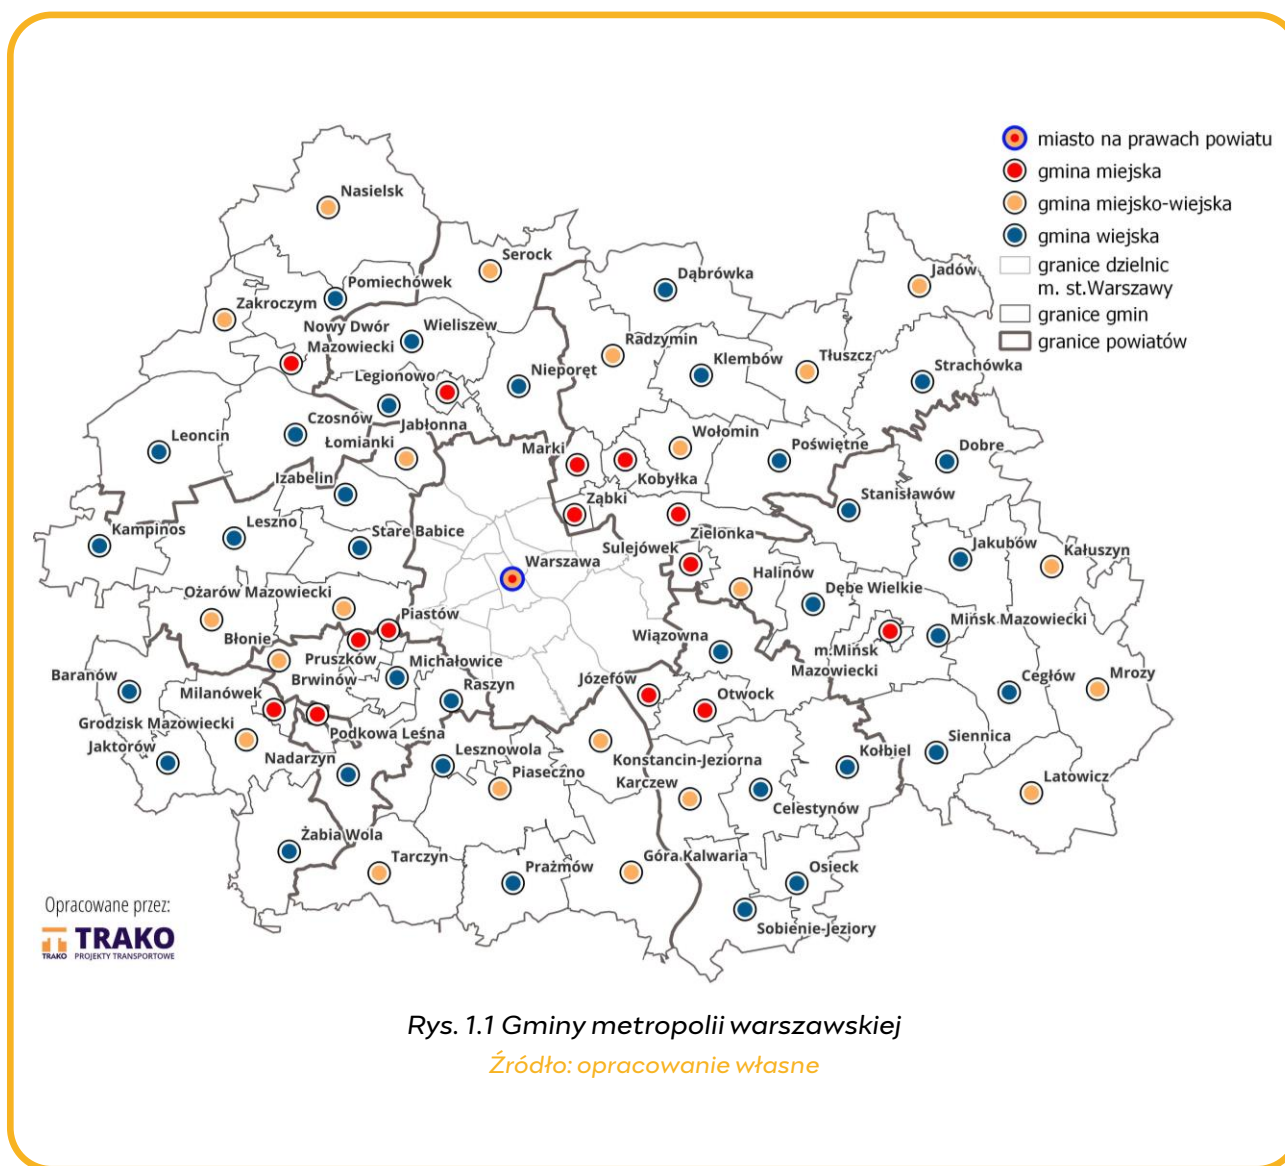 miasto na prawach powiatu
gmina miejska
gmina miejsko-wiejska
gmina wiejska
granice dzielnic
m. st.Warszawy
granice gmin
granice powiatów
Nasielsk
Serock
Dąbrówka
Jadów
Pomiechówek
Zakroczym
Nowy Dwór
Mazowiecki
Wieliszew
Radzymin
Klembów
Tłuszcz
Strachówka
Legionowo
Nieporęt
Czosnów
Jabłonna
Leoncin
Łomianki
Marki
Wołomin
Poświętne
Dobre
Kobyłka
Izabelin
Ząbki
Stanisławów
Kampinos
Leszno
Stare Babice
Zielonka
Sulejówek
Jakubów
Kałuszyn
Warszawa
Halinów
Dębe Wielkie
Ożarów Mazowiecki
Piastów
Mińsk Mazowiecki
Błonie
Wiązowna
m.Mińsk
Mazowiecki
Pruszków
Michałowice
Baranów
Brwinów
Józefów
Otwock
Cegłów
Mrozy
Milanówek
Raszyn
Grodzisk Mazowiecki
Podkowa Leśna
Jaktorów
Nadarzyn
Lesznowola
Konstancin-Jeziorna
Kołbiel
Siennica
Piaseczno
Karczew
Latowicz
Celestynów
Żabia Wola
Tarczyn
Prażmów
Góra Kalwaria
Osieck
Sobienie-Jeziory
Opracowane przez:
TRAKO
TRAKO PROJEKTY TRANSPORTOWE
Rys. 1.1 Gminy metropolii warszawskiej
Źródło: opracowanie własne